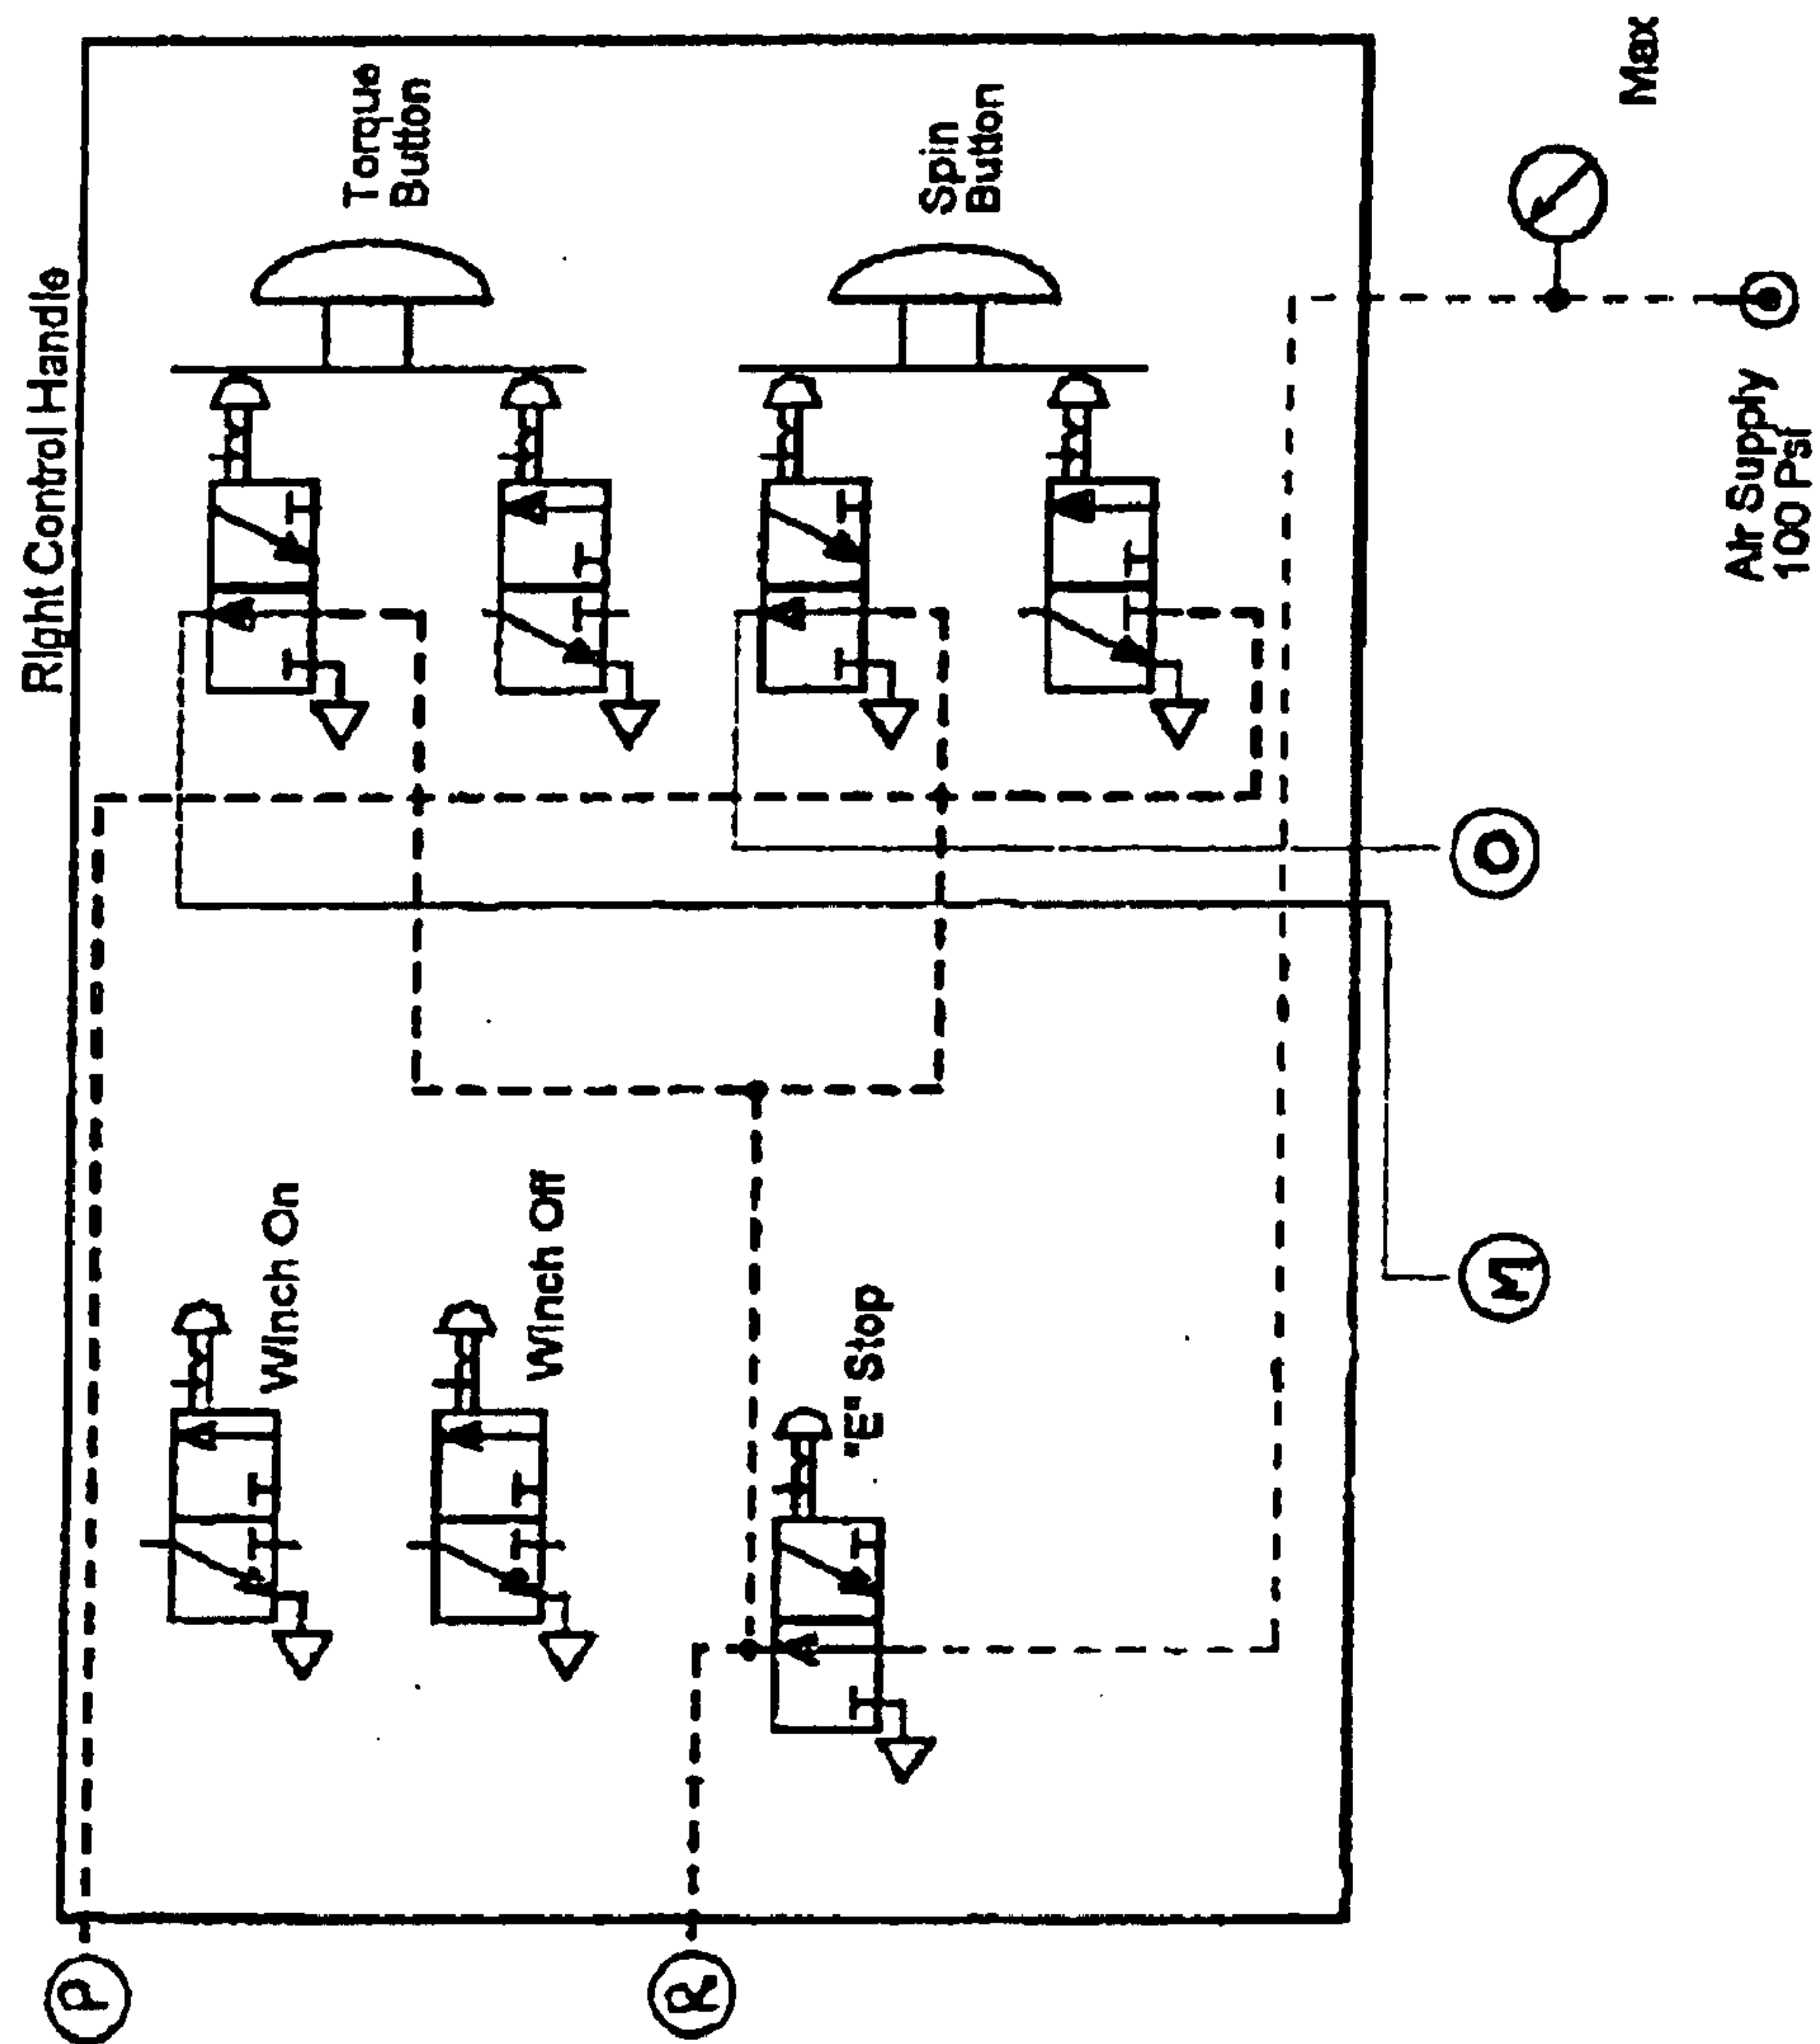 Right Control Handle
Torque
Button
Spin
Button
Max
Air Supply
100 Psi
Winch On
Winch Off
"E" Stop
O
M
P
R